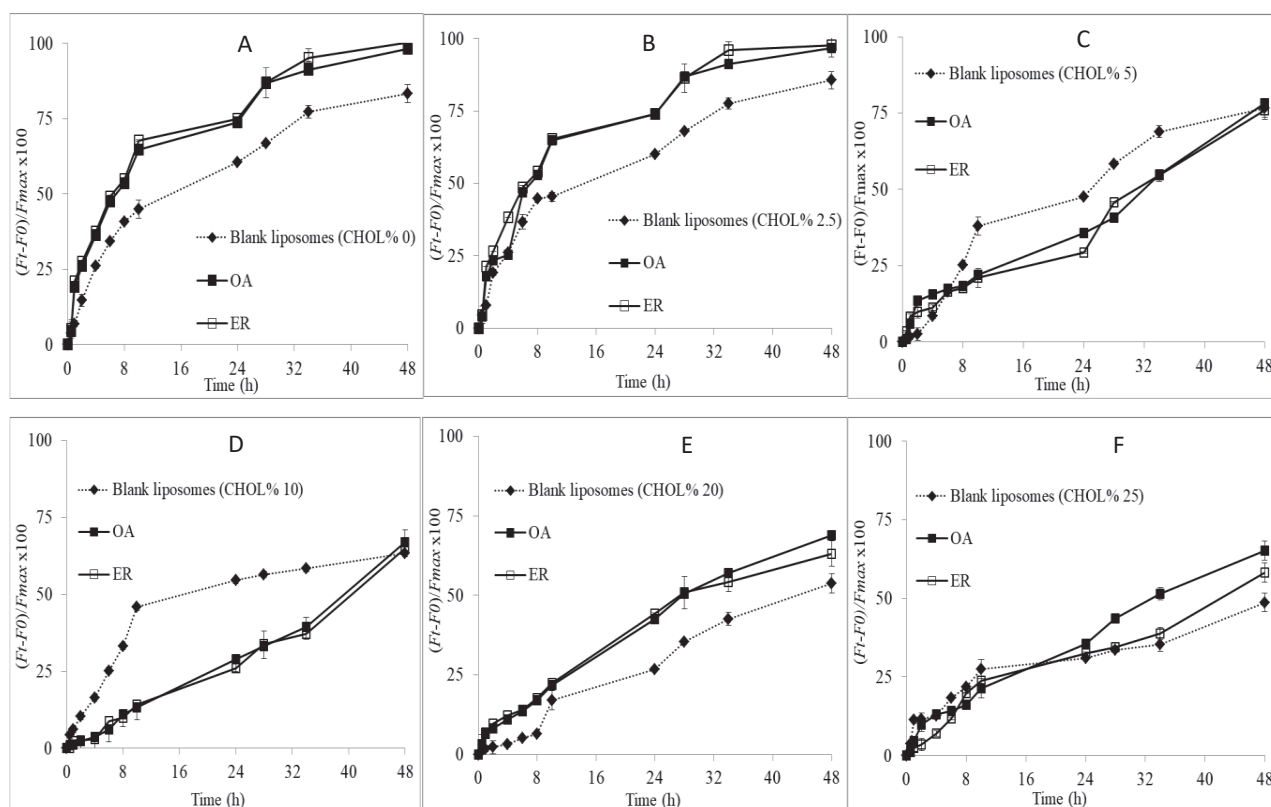 A
(Ft-F0)/Fmax x100
100
75
50
25
0
Blank liposomes (CHOL% 0)
OA
ER
0 8 16 24 32 40 48
Time (h)
B
(Ft-F0)/Fmax x100
100
75
50
25
0
Blank liposomes (CHOL% 2.5)
OA
ER
0 8 16 24 32 40 48
Time (h)
C
(Ft-F0)/Fmax x100
100
75
50
25
0
Blank liposomes (CHOL% 5)
OA
ER
0 8 16 24 32 40 48
Time (h)
D
(Ft-F0)/Fmax x100
100
75
50
25
0
Blank liposomes (CHOL% 10)
OA
ER
0 8 16 24 32 40 48
Time (h)
E
(Ft-F0)/Fmax x100
100
75
50
25
0
Blank liposomes (CHOL% 20)
OA
ER
0 8 16 24 32 40 48
Time (h)
F
(Ft-F0)/Fmax x100
100
75
50
25
0
Blank liposomes (CHOL% 25)
OA
ER
0 8 16 24 32 40 48
Time (h)